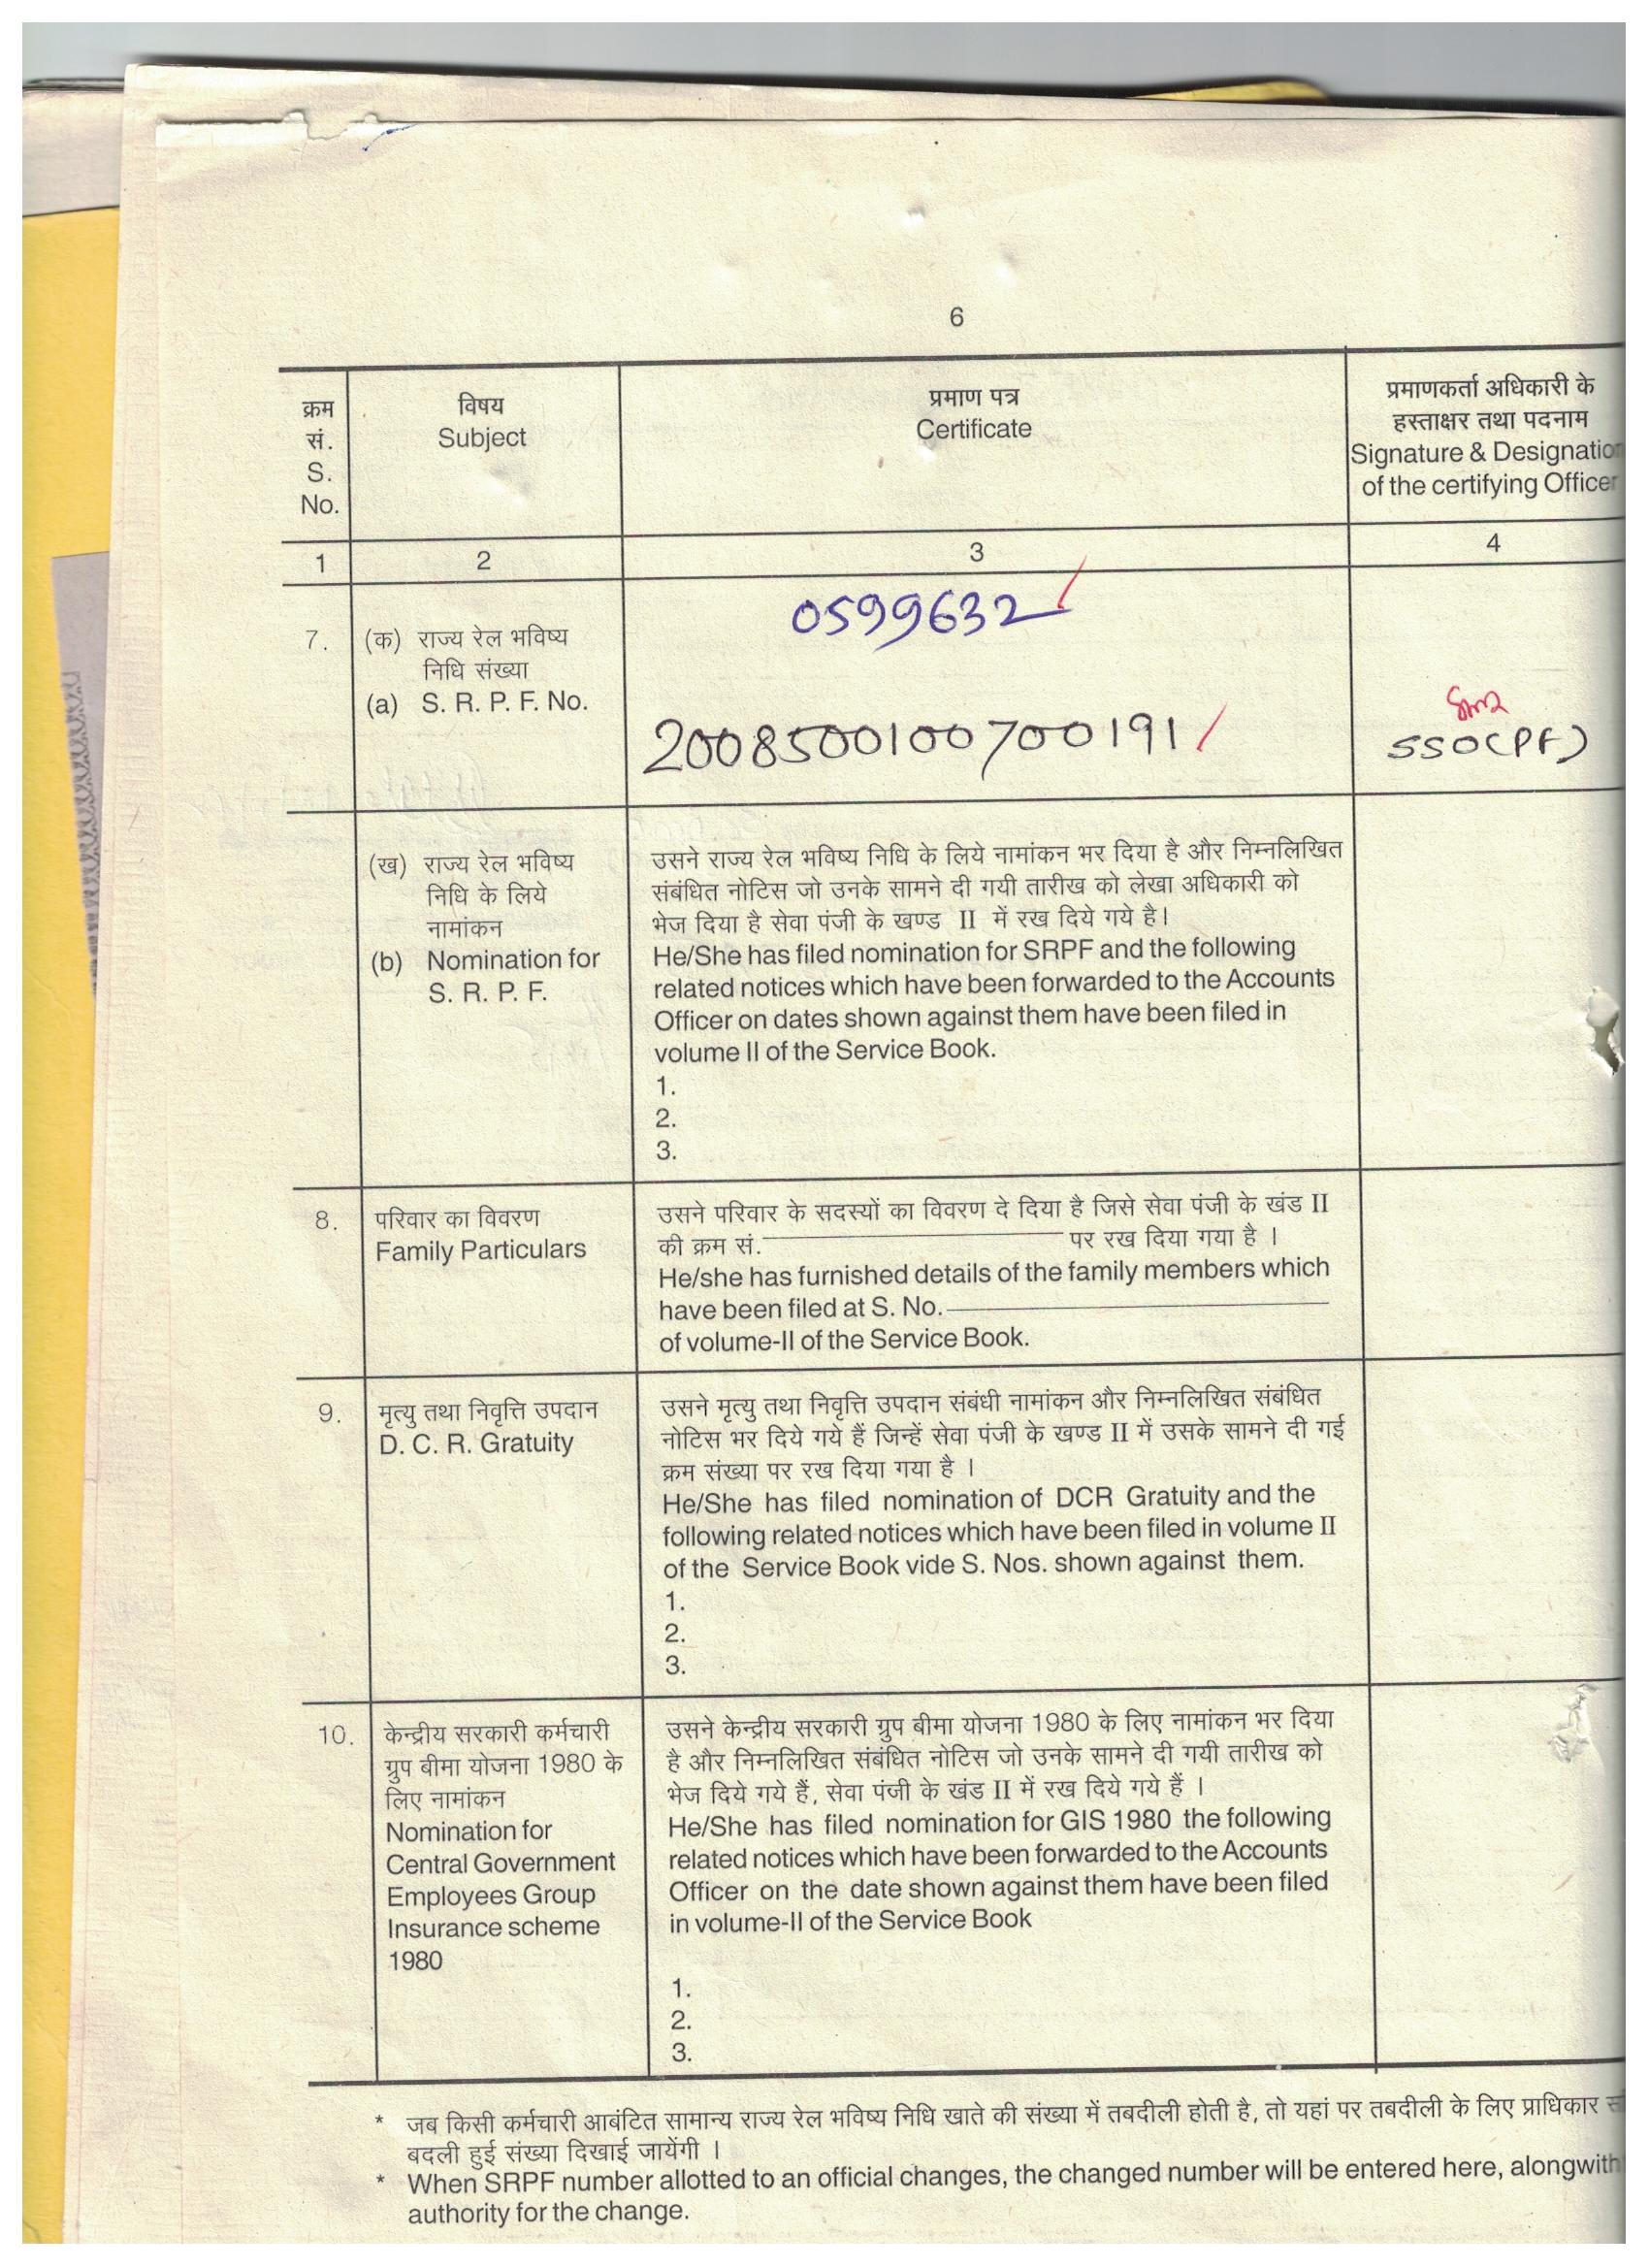 6
क्रम
सं.
S.
No.
विषय
Subject
प्रमाण पत्र
Certificate
प्रमाणकर्ता अधिकारी के
हस्ताक्षर तथा पदनाम
Signature & Designation
of the certifying Officer
1
2
3
4
0599632
7.
(क) राज्य रेल भविष्य
निधि संख्या
(a) S. R. P. F. No.
200850010070019 1
SSO(PF)
(ख) राज्य रेल भविष्य
निधि के लिये
नामांकन
(b) Nomination for
S. R. P. F.
उसने राज्य रेल भविष्य निधि के लिये नामांकन भर दिया है और निम्नलिखित
संबंधित नोटिस जो उनके सामने दी गयी तारीख को लेखा अधिकारी को
भेज दिया है सेवा पंजी के खण्ड II में रख दिये गये है।
He/She has filed nomination for SRPF and the following
related notices which have been forwarded to the Accounts
Officer on dates shown against them have been filed in
volume II of the Service Book.
1.
2.
3.
8.
परिवार का विवरण
Family Particulars
उसने परिवार के सदस्यों का विवरण दे दिया है जिसे सेवा पंजी के खंड II
की क्रम सं. पर रख दिया गया है ।
He/she has furnished details of the family members which
have been filed at S. No.
of volume-II of the Service Book.
9.
मृत्यु तथा निवृत्ति उपदान
D. C. R. Gratuity
उसने मृत्यु तथा निवृत्ति उपदान संबंधी नामांकन और निम्नलिखित संबंधित
नोटिस भर दिये गये हैं जिन्हें सेवा पंजी के खण्ड II में उसके सामने दी गई
क्रम संख्या पर रख दिया गया है ।
He/She has filed nomination of DCR Gratuity and the
following related notices which have been filed in volume II
of the Service Book vide S. Nos. shown against them.
1.
2.
3.
10.
केन्द्रीय सरकारी कर्मचारी
ग्रुप बीमा योजना 1980 के
लिए नामांकन
Nomination for
Central Government
Employees Group
Insurance scheme
1980
उसने केन्द्रीय सरकारी ग्रुप बीमा योजना 1980 के लिए नामांकन भर दिया
है और निम्नलिखित संबंधित नोटिस जो उनके सामने दी गयी तारीख को
भेज दिये गये हैं, सेवा पंजी के खंड II में रख दिये गये हैं ।
He/She has filed nomination for GIS 1980 the following
related notices which have been forwarded to the Accounts
Officer on the date shown against them have been filed
in volume-II of the Service Book
1.
2.
3.
* जब किसी कर्मचारी आबंटित सामान्य राज्य रेल भविष्य निधि खाते की संख्या में तबदीली होती है, तो यहां पर तबदीली के लिए प्राधिकार
बदली हुई संख्या दिखाई जायेंगी ।
* When SRPF number allotted to an official changes, the changed number will be entered here, alongwith
authority for the change.